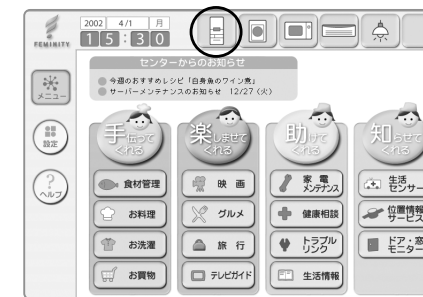 FEMINITY
2002 4/1 月
15:30
センターからのお知らせ
今週のおすすめレシピ「白身魚のワイン煮」
サーバーメンテナンスのお知らせ 12/27 (火)
メニュー
設定
ヘルプ
手伝って
くれる
食材管理
お料理
お洗濯
お買物
楽しませて
くれる
映 画
グルメ
旅 行
テレビガイド
助けて
くれる
家 電
メンテナンス
健康相談
トラブル
リンク
生活情報
知らせて
くれる
生活
センサー
位置情報
サービス
ドア・窓
モニター